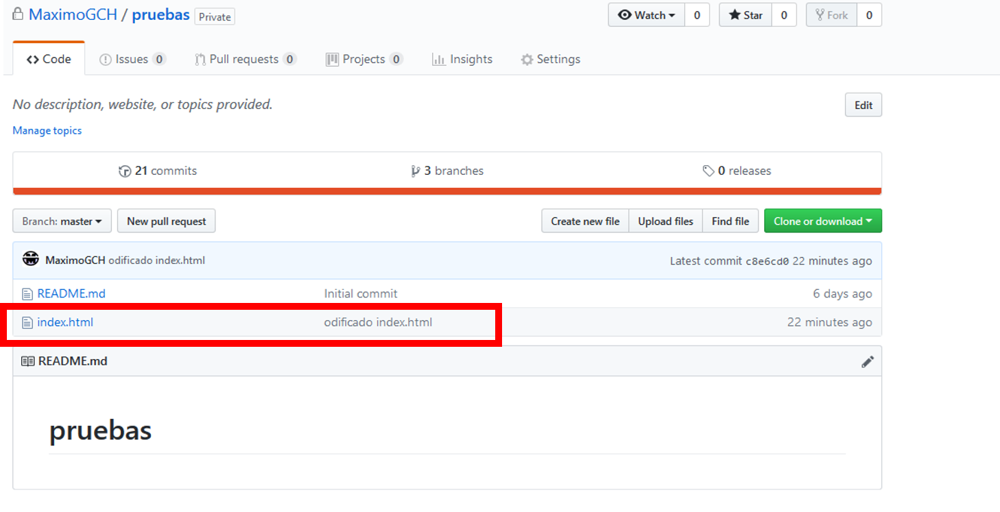 MaximoGCH / pruebas Private Watch 0 Star 0 Fork 0
Code Issues 0 Pull requests 0 Projects 0 Insights Settings
No description, website, or topics provided. Edit
Manage topics
21 commits 3 branches 0 releases
Branch: master New pull request Create new file Upload files Find file Clone or download
MaximoGCH odificado index.html Latest commit c8e6cd0 22 minutes ago
README.md Initial commit 6 days ago
index.html odificado index.html 22 minutes ago
README.md
pruebas